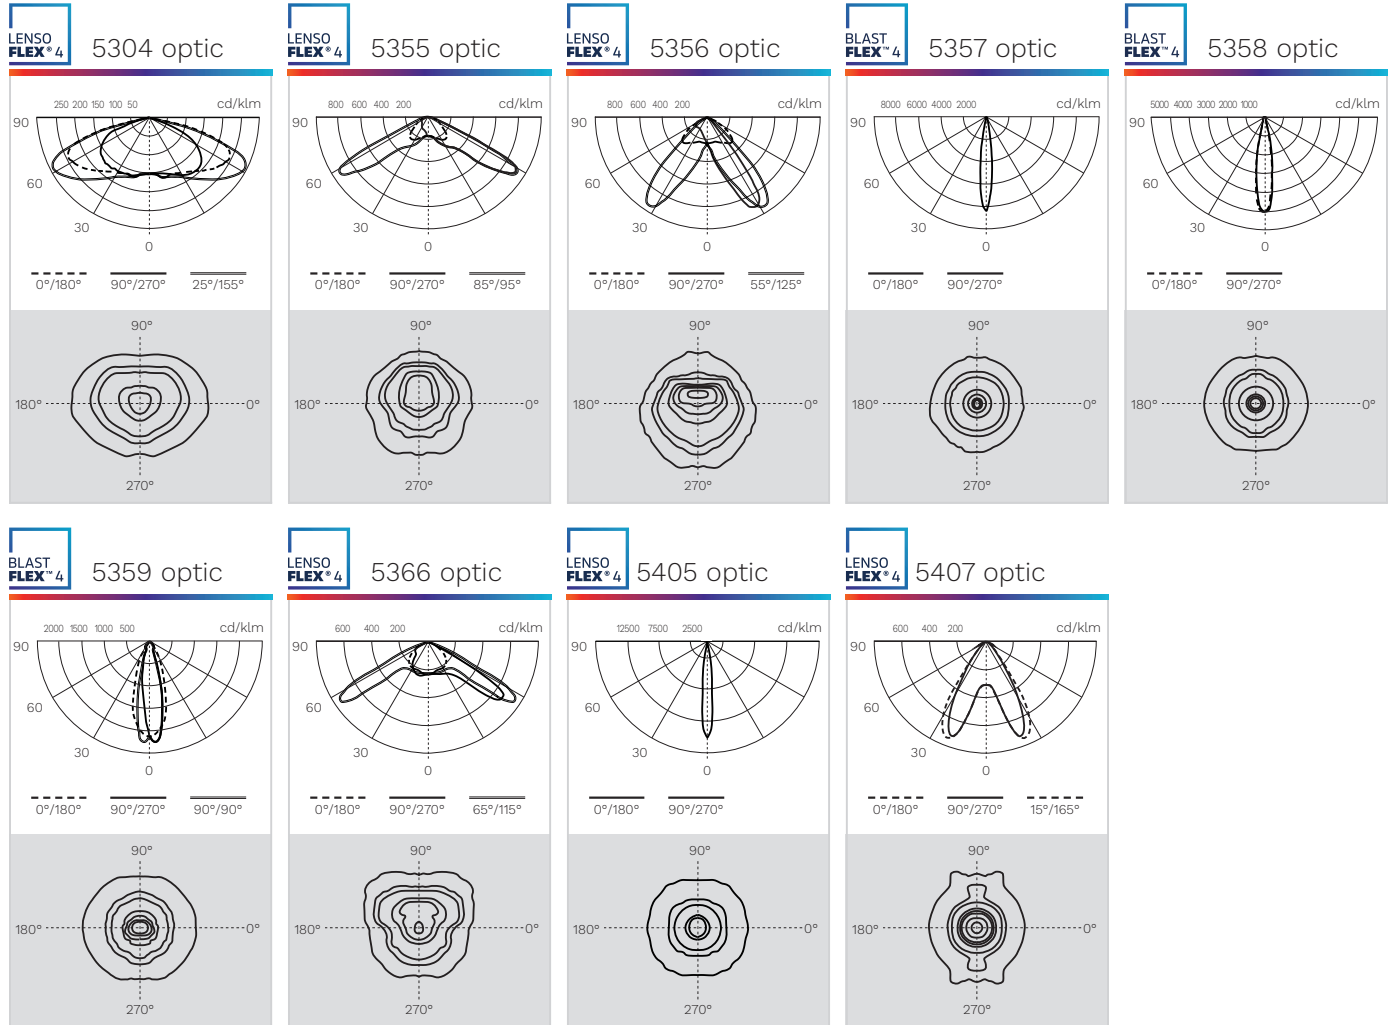 LENSO
FLEX® 4
5304 optic
250 200 150 100 50
cd/klm
90
60
30
0
0°/180°
90°/270°
25°/155°
90°
180°
0°
270°
LENSO
FLEX® 4
5355 optic
800 600 400 200
cd/klm
90
60
30
0
0°/180°
90°/270°
85°/95°
90°
180°
0°
270°
LENSO
FLEX® 4
5356 optic
800 600 400 200
cd/klm
90
60
30
0
0°/180°
90°/270°
55°/125°
90°
180°
0°
270°
BLAST
FLEX™ 4
5357 optic
8000 6000 4000 2000
cd/klm
90
60
30
0
0°/180°
90°/270°
90°
180°
0°
270°
BLAST
FLEX™ 4
5358 optic
5000 4000 3000 2000 1000
cd/klm
90
60
30
0
0°/180°
90°/270°
90°
180°
0°
270°
BLAST
FLEX™ 4
5359 optic
2000 1500 1000 500
cd/klm
90
60
30
0
0°/180°
90°/270°
90°/90°
90°
180°
0°
270°
LENSO
FLEX® 4
5366 optic
600 400 200
cd/klm
90
60
30
0
0°/180°
90°/270°
65°/115°
90°
180°
0°
270°
LENSO
FLEX® 4
5405 optic
12500 7500 2500
cd/klm
90
60
30
0
0°/180°
90°/270°
90°
180°
0°
270°
LENSO
FLEX® 4
5407 optic
600 400 200
cd/klm
90
60
30
0
0°/180°
90°/270°
15°/165°
90°
180°
0°
270°